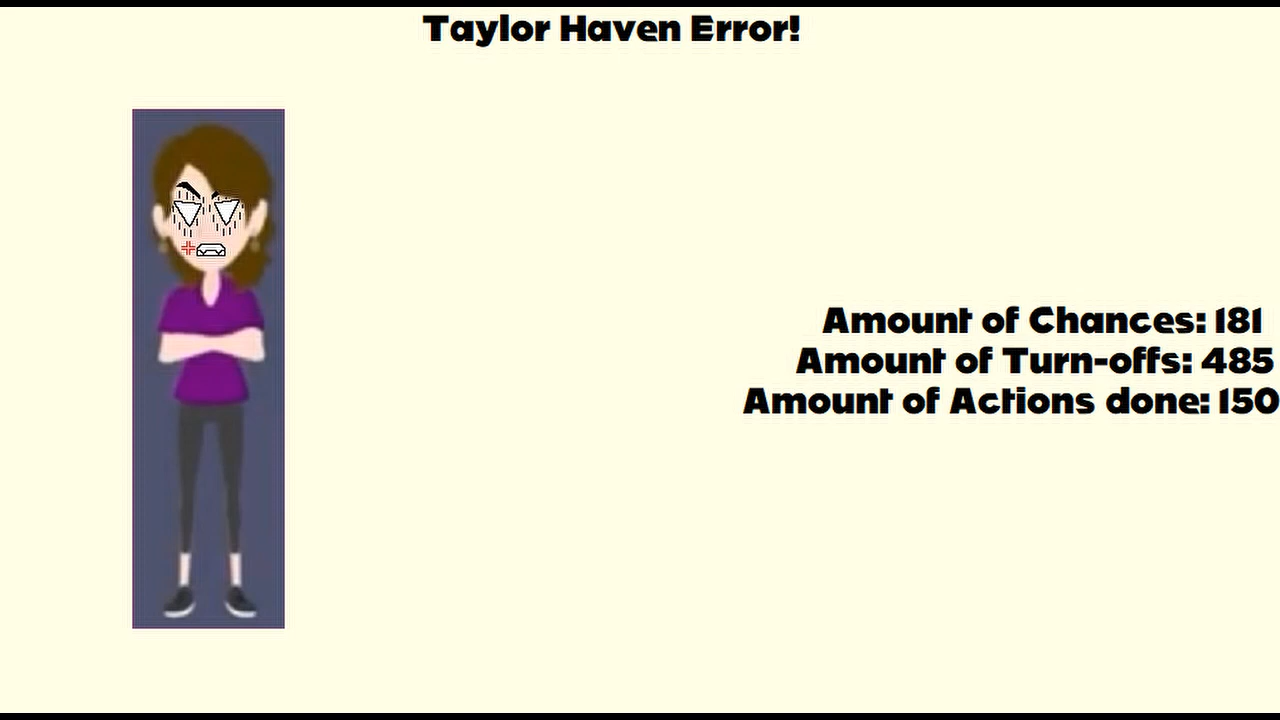 Taylor Haven Error!
Amount of Chances: 181
Amount of Turn-offs: 485
Amount of Actions done: 150